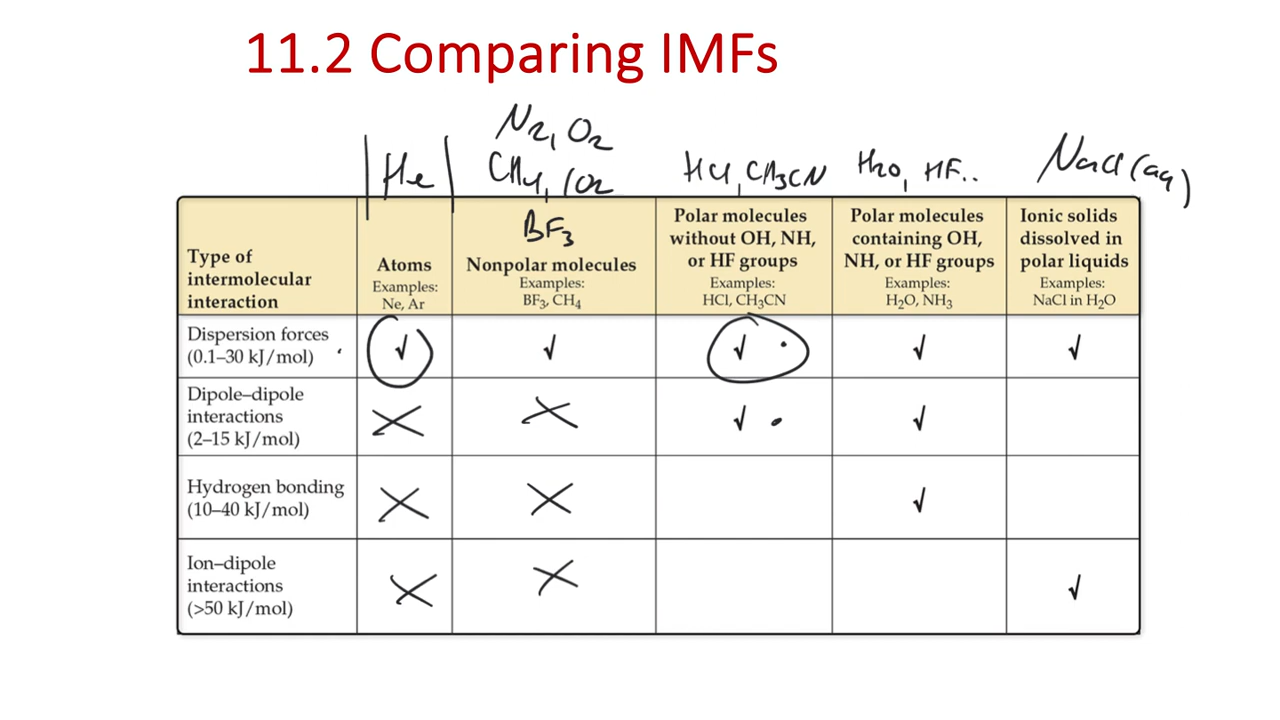 11.2 Comparing IMFs
N2, O2
He
CH4, CO2
HCl, CH3CN
H2O, HF..
NaCl (aq)
BF3
Type of
intermolecular
interaction
Atoms
Examples:
Ne, Ar
Nonpolar molecules
Examples:
BF3, CH4
Polar molecules
without OH, NH,
or HF groups
Examples:
HCl, CH3CN
Polar molecules
containing OH,
NH, or HF groups
Examples:
H2O, NH3
Ionic solids
dissolved in
polar liquids
Examples:
NaCl in H2O
Dispersion forces
(0.1–30 kJ/mol)
√ √ √ √ √
Dipole–dipole
interactions
(2–15 kJ/mol)
X X √ √
Hydrogen bonding
(10–40 kJ/mol)
X X √
Ion–dipole
interactions
(>50 kJ/mol)
X X √